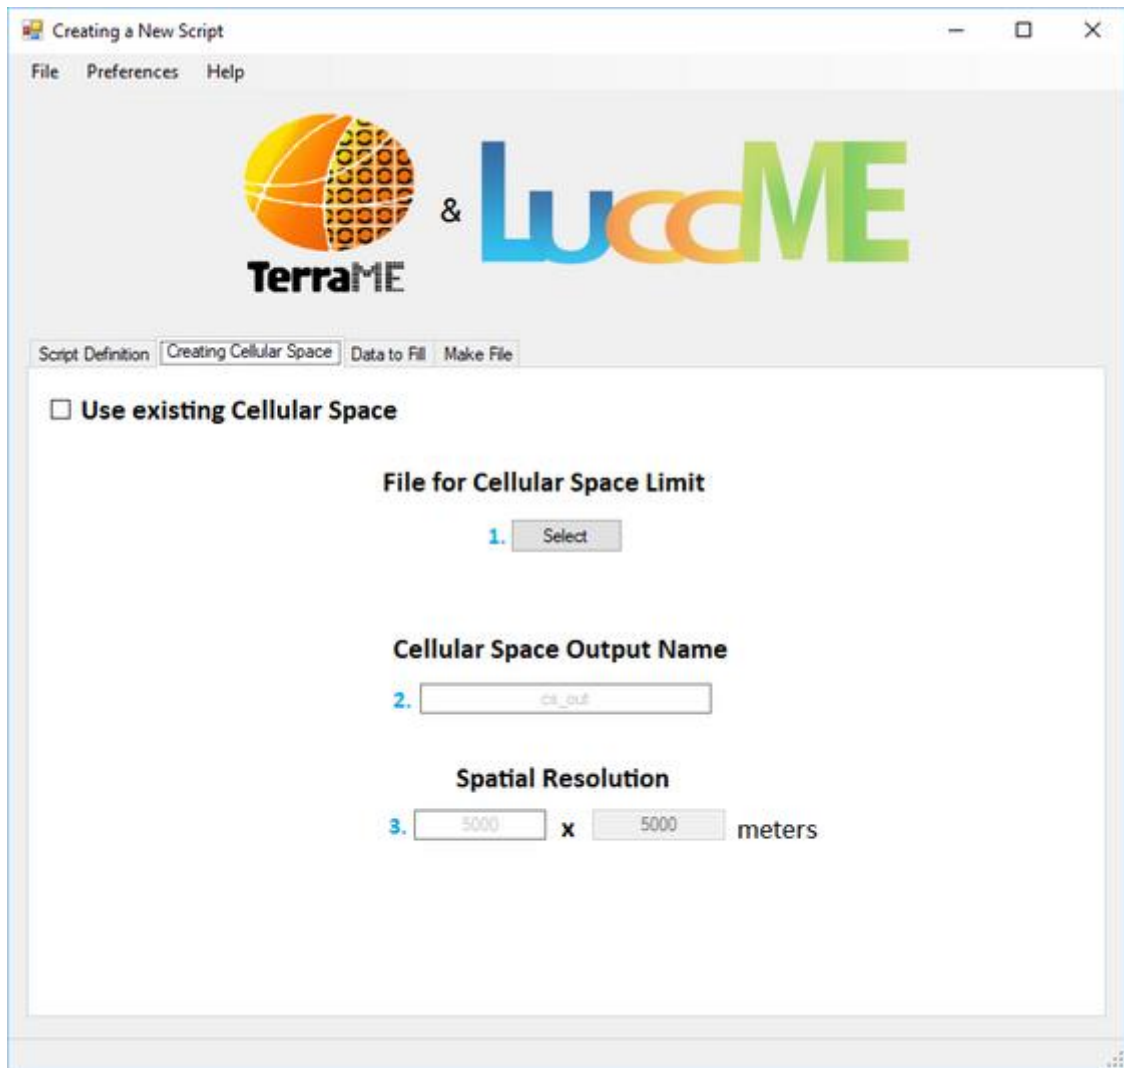 Creating a New Script
File Preferences Help
TerraME & LuccME
Script Definition Creating Cellular Space Data to Fill Make File
Use existing Cellular Space
File for Cellular Space Limit
1. Select
Cellular Space Output Name
2. cs_out
Spatial Resolution
3. 5000 x 5000 meters